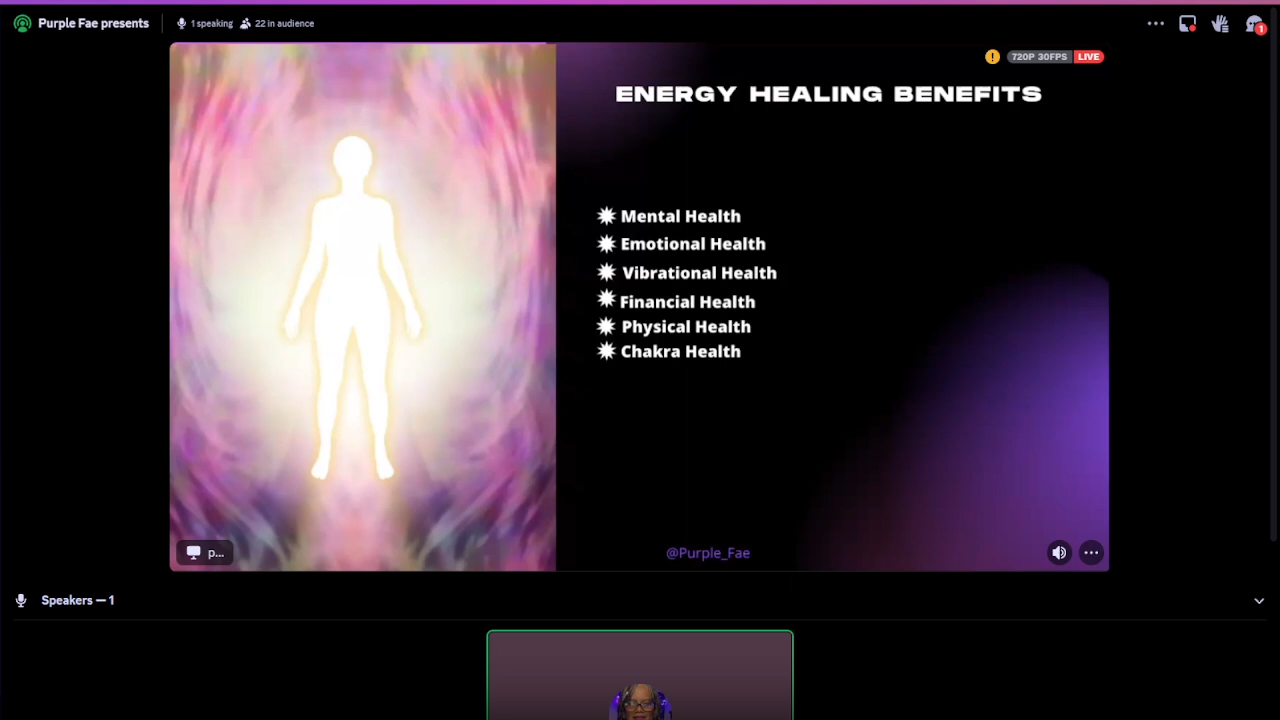 Purple Fae presents
1 speaking
22 in audience
1
! 720P 30FPS LIVE
ENERGY HEALING BENEFITS
Mental Health
Emotional Health
Vibrational Health
Financial Health
Physical Health
Chakra Health
p...
@Purple_Fae
Speakers — 1